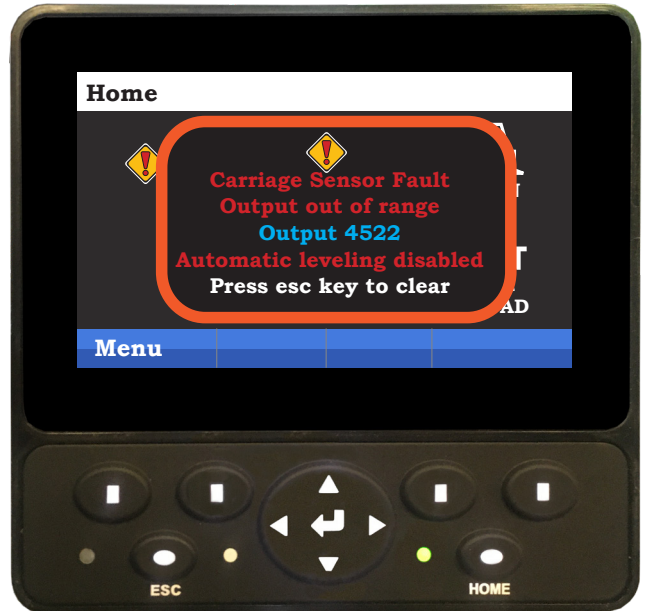 Home
Carriage Sensor Fault
Output out of range
Output 4522
Automatic leveling disabled
Press esc key to clear
AD
Menu
ESC
HOME